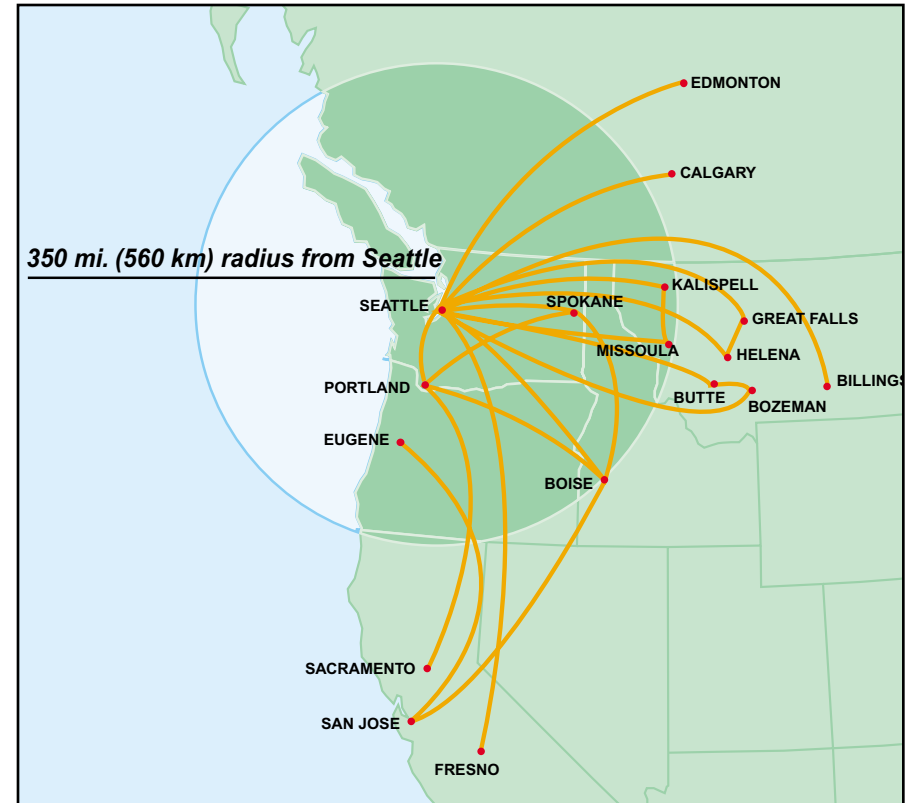 EDMONTON
CALGARY
350 mi. (560 km) radius from Seattle
KALISPELL
SPOKANE
SEATTLE
GREAT FALLS
MISSOULA
HELENA
PORTLAND
BILLINGS
BUTTE
BOZEMAN
EUGENE
BOISE
SACRAMENTO
SAN JOSE
FRESNO